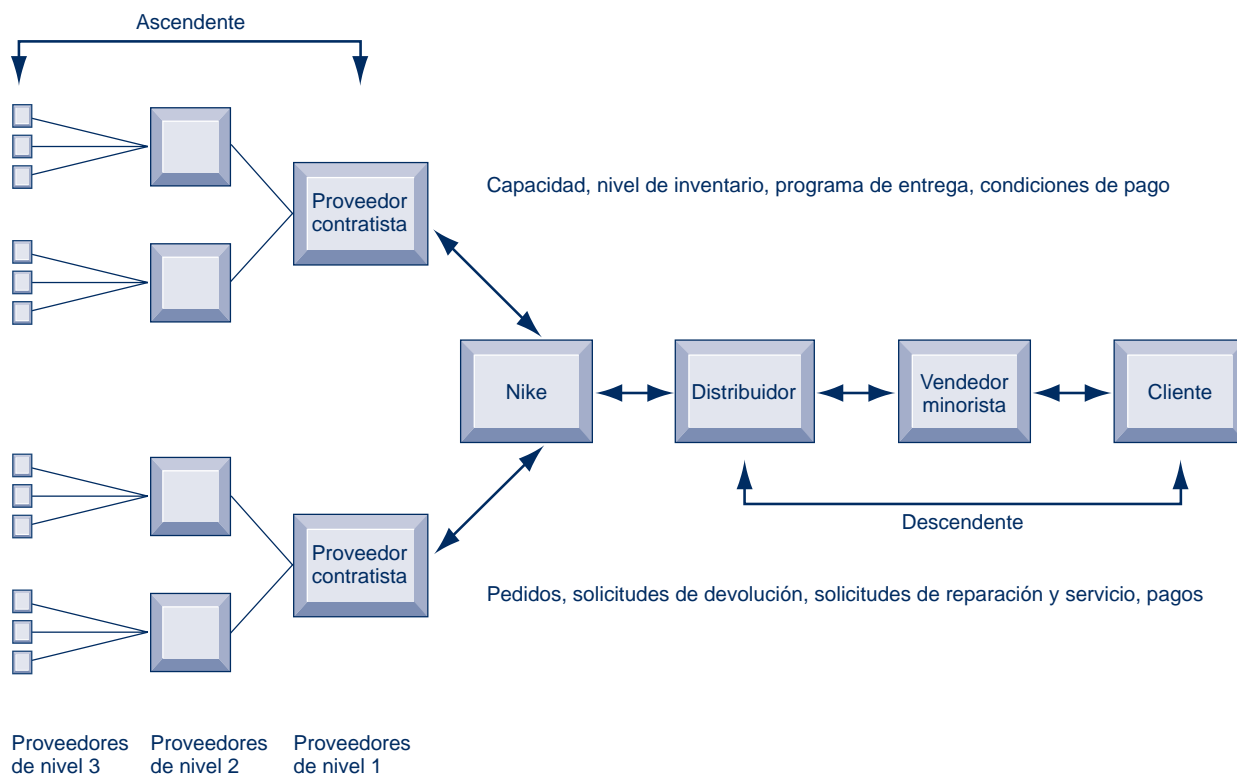 Ascendente
Proveedor
contratista
Capacidad, nivel de inventario, programa de entrega, condiciones de pago
Nike
Distribuidor
Vendedor
minorista
Cliente
Descendente
Proveedor
contratista
Pedidos, solicitudes de devolución, solicitudes de reparación y servicio, pagos
Proveedores
de nivel 3
Proveedores
de nivel 2
Proveedores
de nivel 1